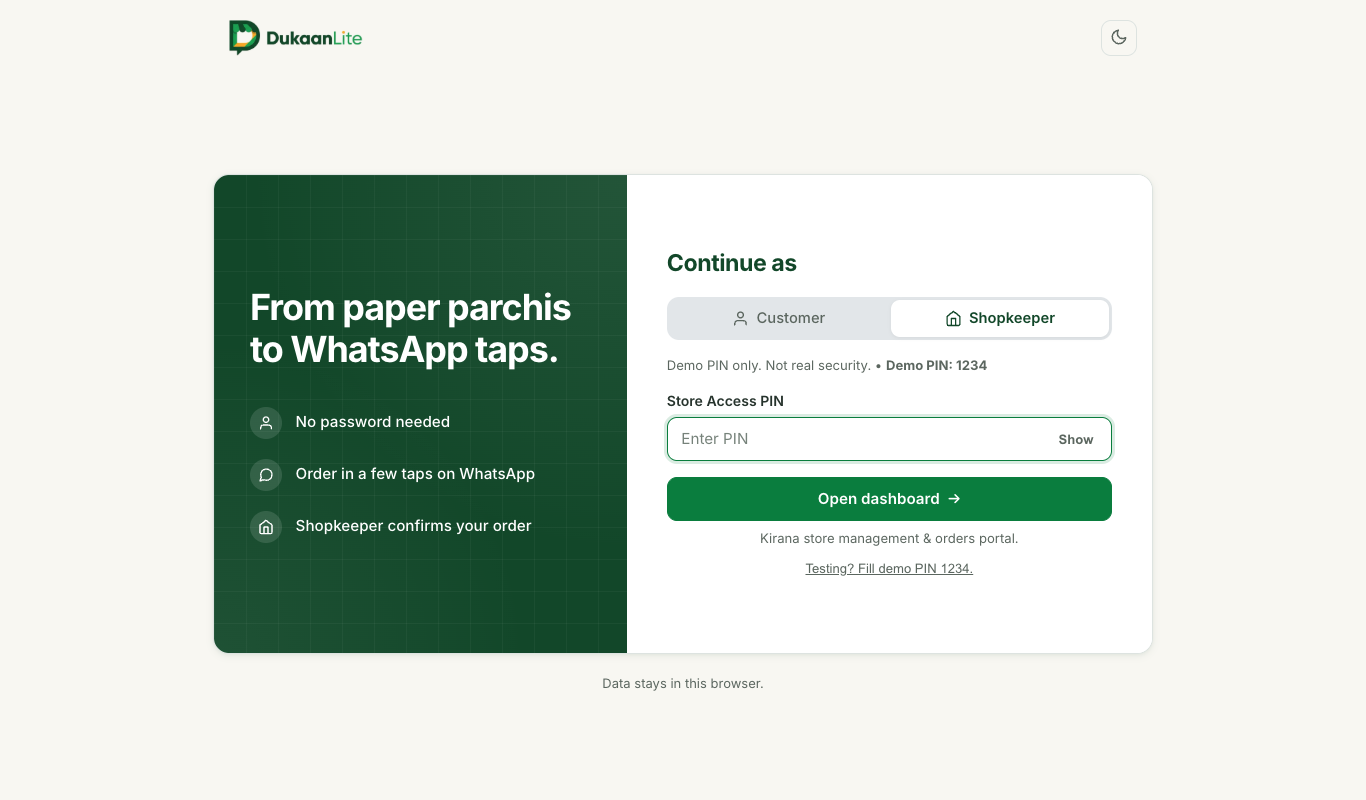 DukaanLite
From paper parchis
to WhatsApp taps.
No password needed
Order in a few taps on WhatsApp
Shopkeeper confirms your order
Continue as
Customer
Shopkeeper
Demo PIN only. Not real security. • Demo PIN: 1234
Store Access PIN
Enter PIN
Show
Open dashboard →
Kirana store management & orders portal.
Testing? Fill demo PIN 1234.
Data stays in this browser.